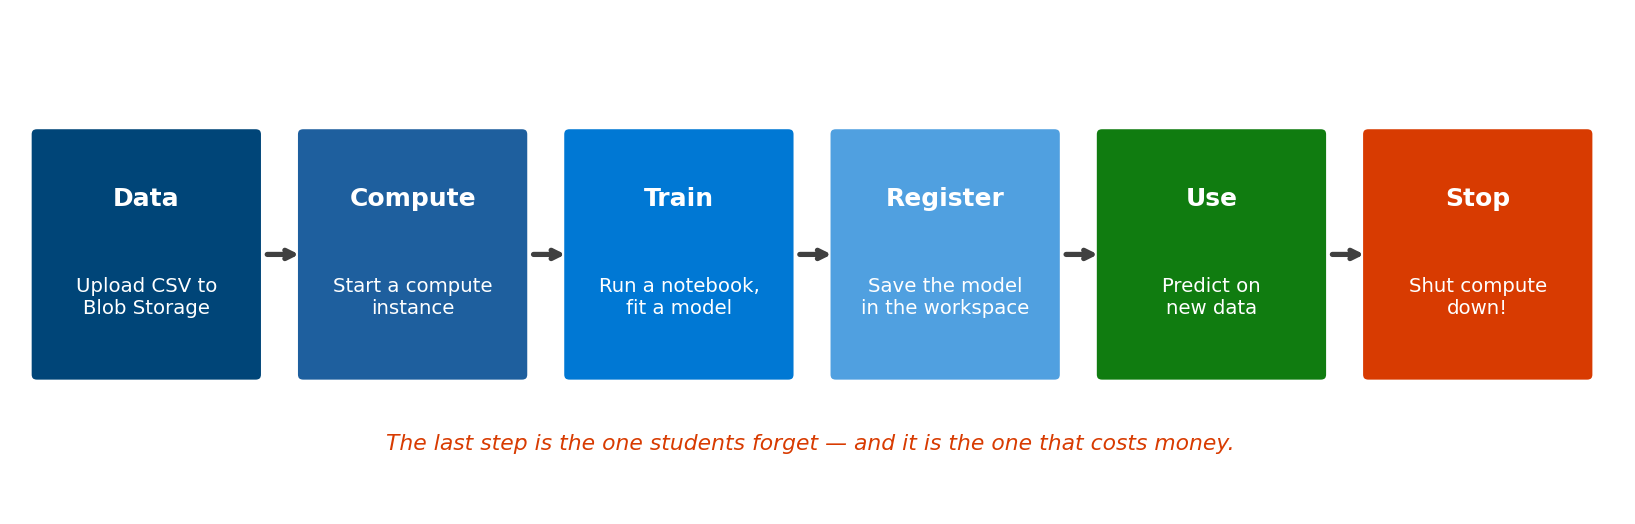 Data
Upload CSV to
Blob Storage
Compute
Start a compute
instance
Train
Run a notebook,
fit a model
Register
Save the model
in the workspace
Use
Predict on
new data
Stop
Shut compute
down!
The last step is the one students forget — and it is the one that costs money.